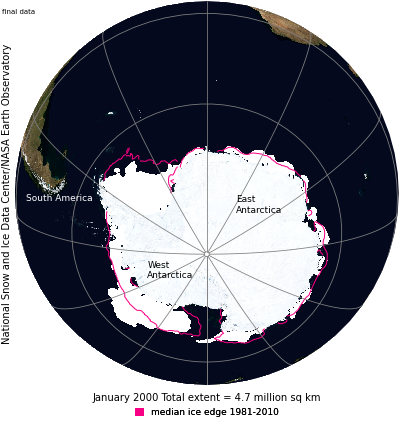 final data
National Snow and Ice Data Center/NASA Earth Observatory
South America
East
Antarctica
West
Antarctica
January 2000 Total extent = 4.7 million sq km
median ice edge 1981-2010